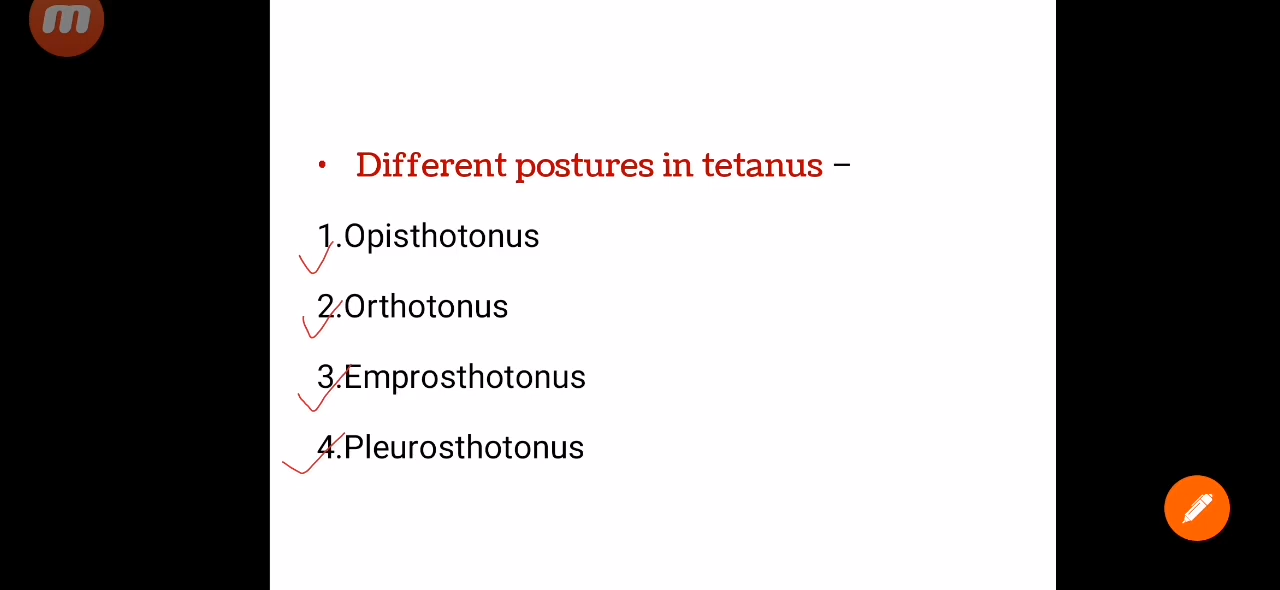 m
• Different postures in tetanus –
1.Opisthotonus
2.Orthotonus
3.Emprosthotonus
4.Pleurosthotonus